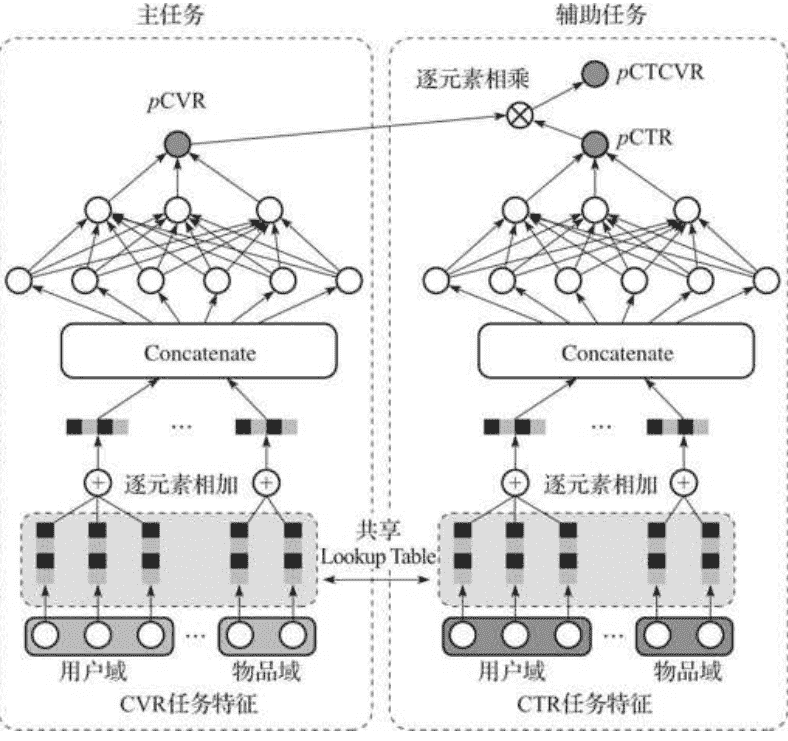 主任务
辅助任务
pCTCVR
逐元素相乘
pCVR
pCTR
Concatenate
Concatenate
...
...
+ 逐元素相加 +
+ 逐元素相加 +
共享
Lookup Table
...
...
用户域
物品域
用户域
物品域
CVR任务特征
CTR任务特征